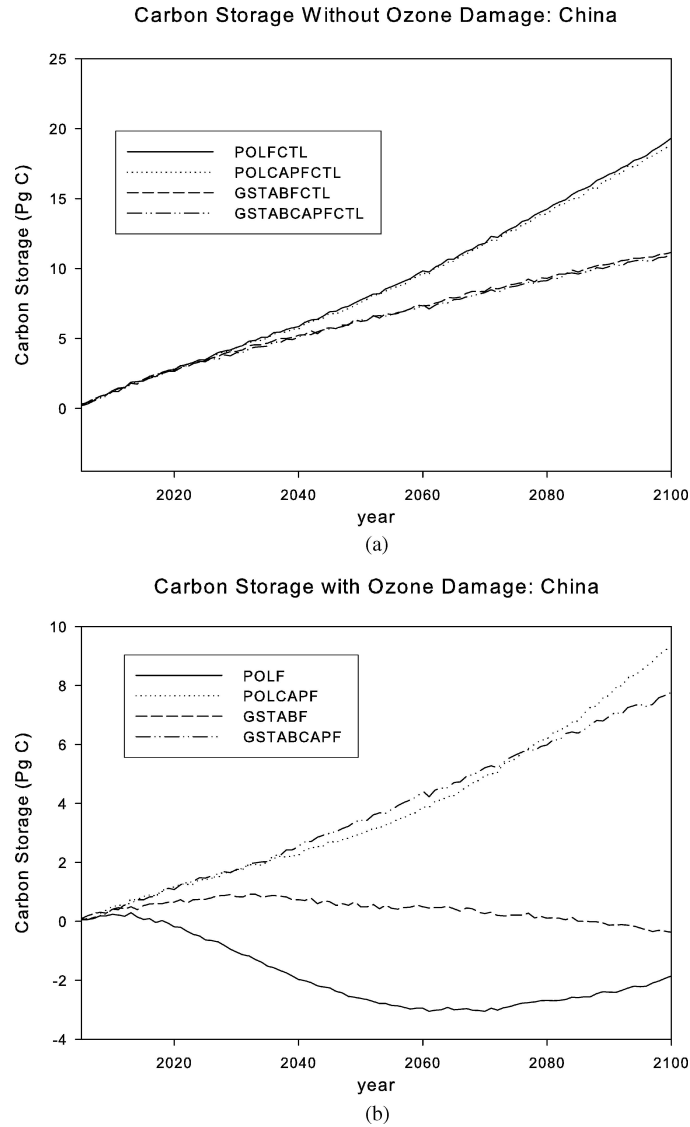 Carbon Storage Without Ozone Damage: China
25
20
15
10
5
0
Carbon Storage (Pg C)
POLFCTL
POLCAPFCTL
GSTABFCTL
GSTABCAPFCTL
2020 2040 2060 2080 2100
year
(a)
Carbon Storage with Ozone Damage: China
10
8
6
4
2
0
-2
-4
Carbon Storage (Pg C)
POLF
POLCAPF
GSTABF
GSTABCAPF
2020 2040 2060 2080 2100
year
(b)